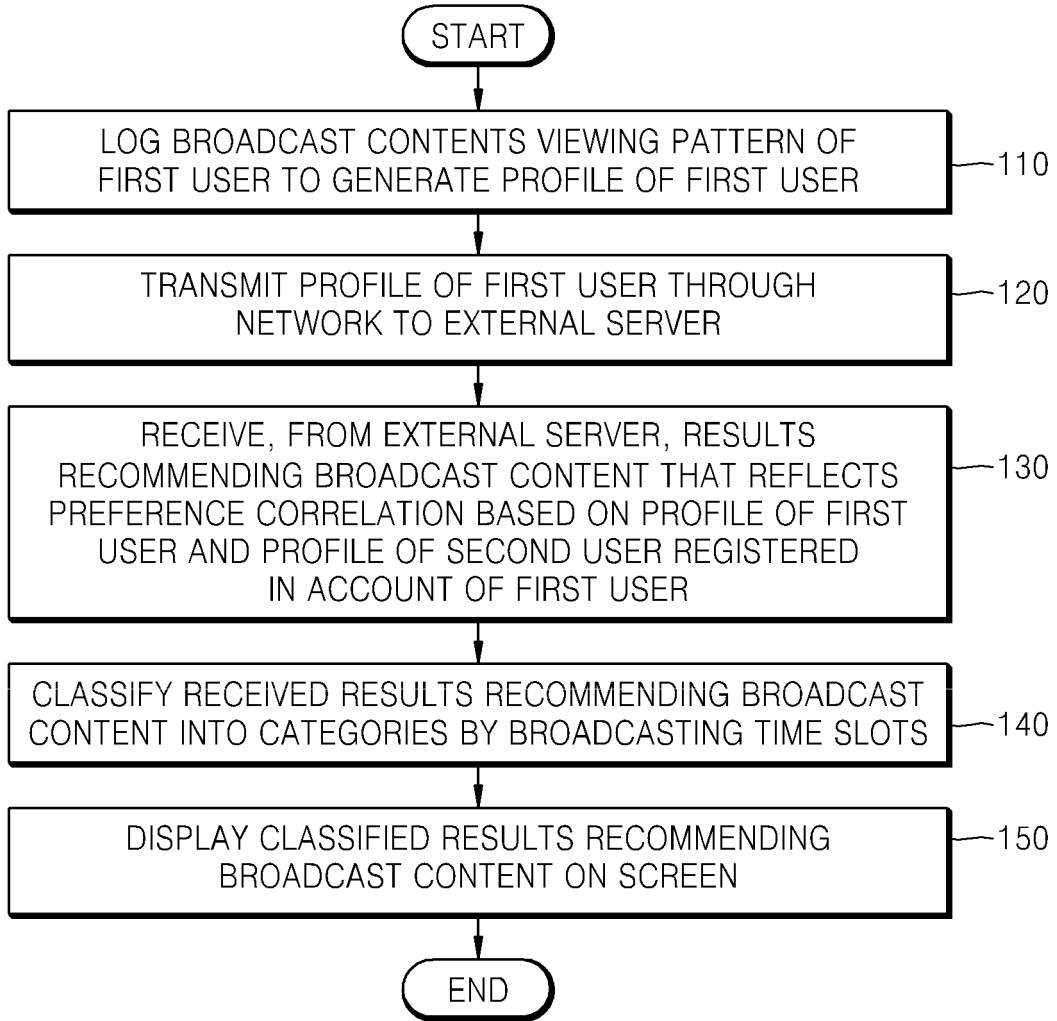 START
LOG BROADCAST CONTENTS VIEWING PATTERN OF
FIRST USER TO GENERATE PROFILE OF FIRST USER
110
TRANSMIT PROFILE OF FIRST USER THROUGH
NETWORK TO EXTERNAL SERVER
120
RECEIVE, FROM EXTERNAL SERVER, RESULTS
RECOMMENDING BROADCAST CONTENT THAT REFLECTS
PREFERENCE CORRELATION BASED ON PROFILE OF FIRST
USER AND PROFILE OF SECOND USER REGISTERED
IN ACCOUNT OF FIRST USER
130
CLASSIFY RECEIVED RESULTS RECOMMENDING BROADCAST
CONTENT INTO CATEGORIES BY BROADCASTING TIME SLOTS
140
DISPLAY CLASSIFIED RESULTS RECOMMENDING
BROADCAST CONTENT ON SCREEN
150
END